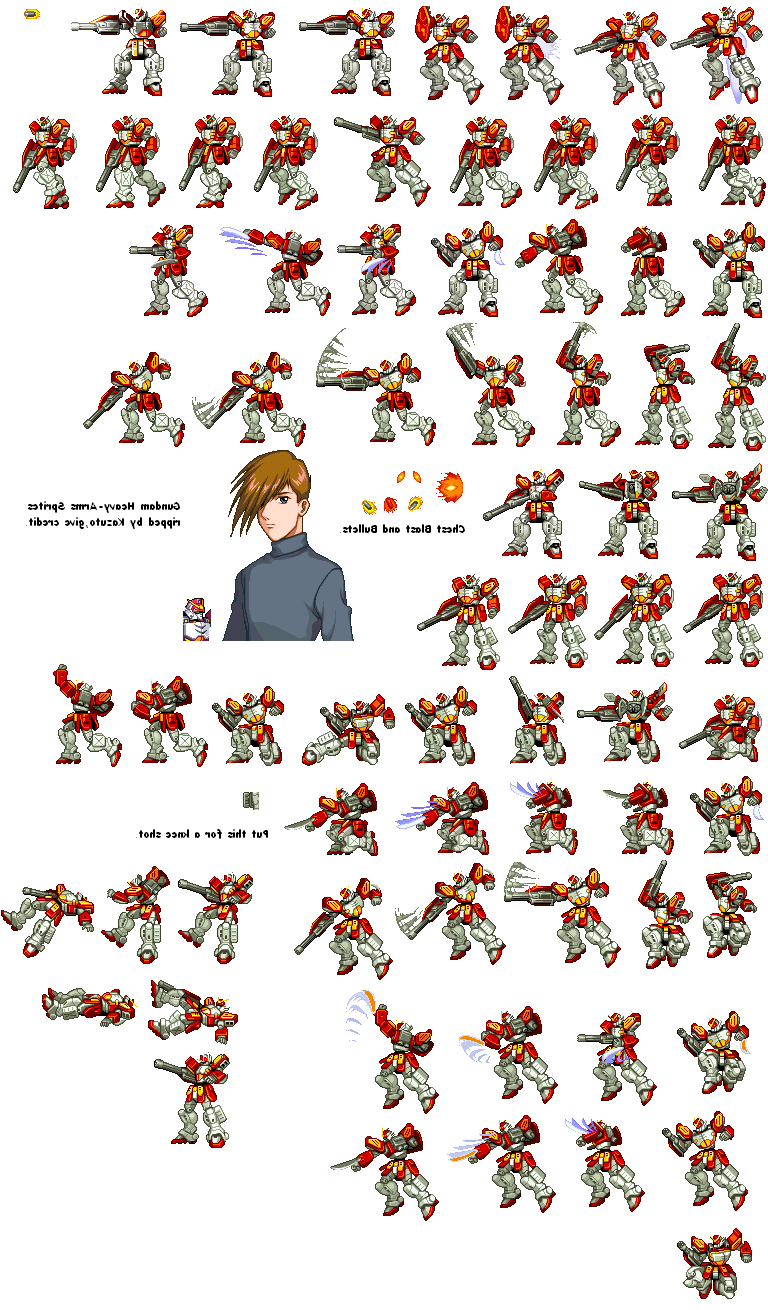 Gundam Heavy-Arms Sprites
ripped by Kazuto,give credit.
Chest Blast and Bullets.
Put this for a knee shot.